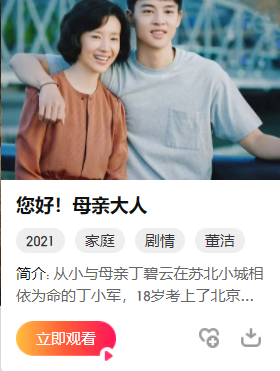 您好！母亲大人
2021 家庭 剧情 董洁
简介: 从小与母亲丁碧云在苏北小城相
依为命的丁小军，18岁考上了北京...
立即观看